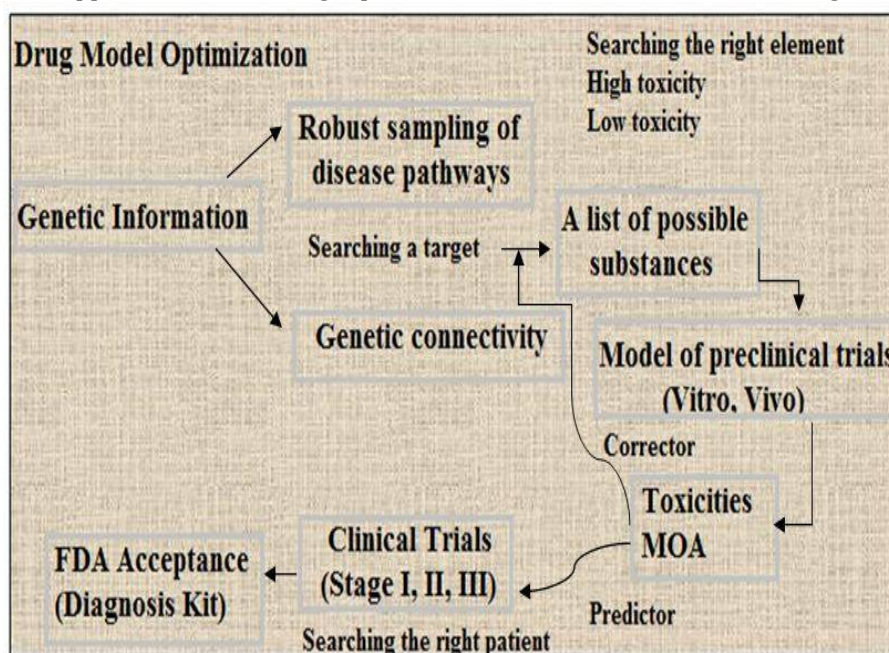 Drug Model Optimization
Searching the right element
High toxicity
Low toxicity
Robust sampling of
disease pathways
Genetic Information
Searching a target
A list of possible
substances
Genetic connectivity
Model of preclinical trials
(Vitro, Vivo)
Corrector
Toxicities
MOA
Clinical Trials
(Stage I, II, III)
FDA Acceptance
(Diagnosis Kit)
Predictor
Searching the right patient